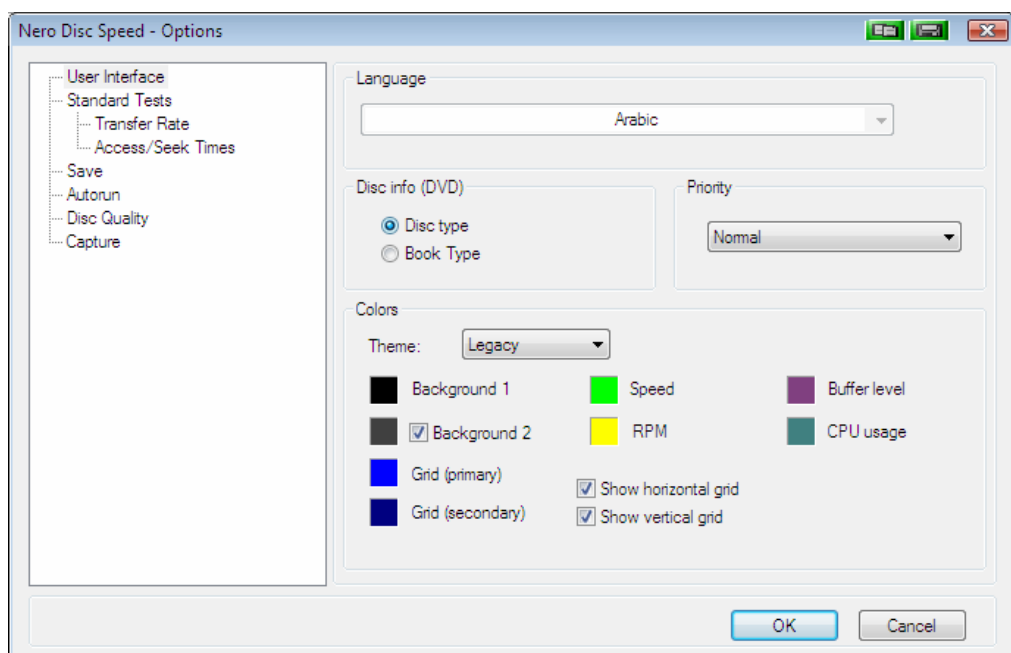 Nero Disc Speed - Options
User Interface
Standard Tests
Transfer Rate
Access/Seek Times
Save
Autorun
Disc Quality
Capture
Language
Arabic
Disc info (DVD)
Disc type
Book Type
Priority
Normal
Colors
Theme: Legacy
Background 1 Speed Buffer level
Background 2 RPM CPU usage
Grid (primary)
Show horizontal grid
Grid (secondary)
Show vertical grid
OK Cancel